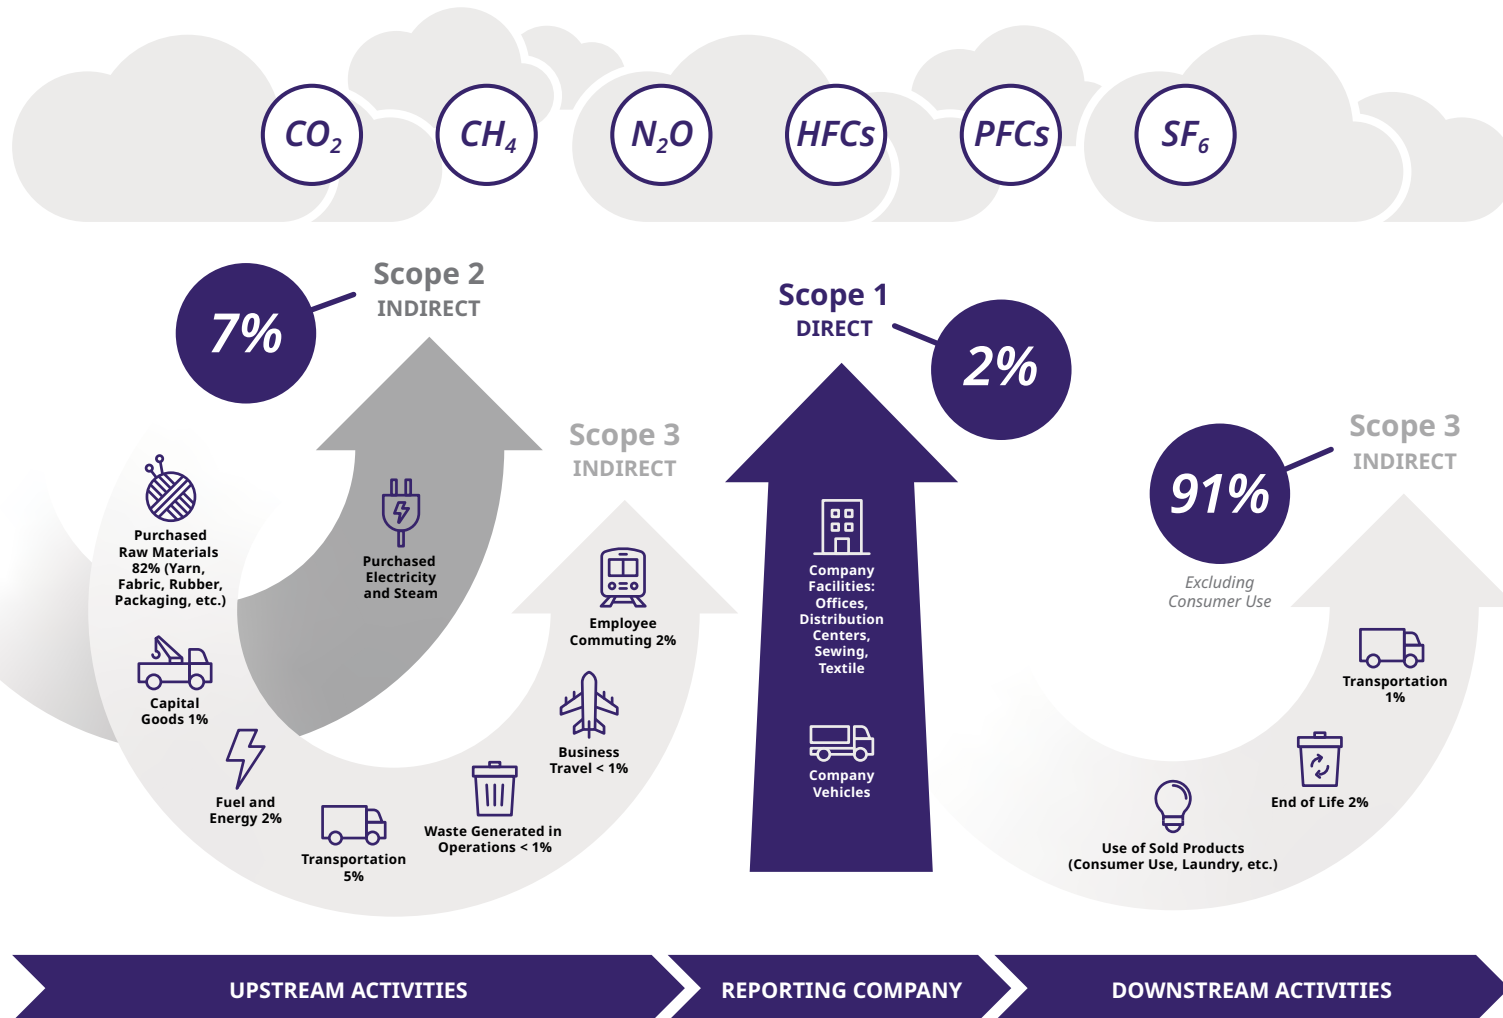 CO₂
CH₄
N₂O
HFCs
PFCs
SF₆
7%
Scope 2
INDIRECT
Purchased
Electricity
and Steam
Purchased
Raw Materials
82% (Yarn,
Fabric, Rubber,
Packaging, etc.)
Capital
Goods 1%
Fuel and
Energy 2%
Transportation
5%
Waste Generated in
Operations < 1%
Business
Travel < 1%
Employee
Commuting 2%
Scope 3
INDIRECT
Scope 1
DIRECT
2%
Company
Facilities:
Offices,
Distribution
Centers,
Sewing,
Textile
Company
Vehicles
91%
Excluding
Consumer Use
Scope 3
INDIRECT
Transportation
1%
End of Life 2%
Use of Sold Products
(Consumer Use, Laundry, etc.)
UPSTREAM ACTIVITIES
REPORTING COMPANY
DOWNSTREAM ACTIVITIES